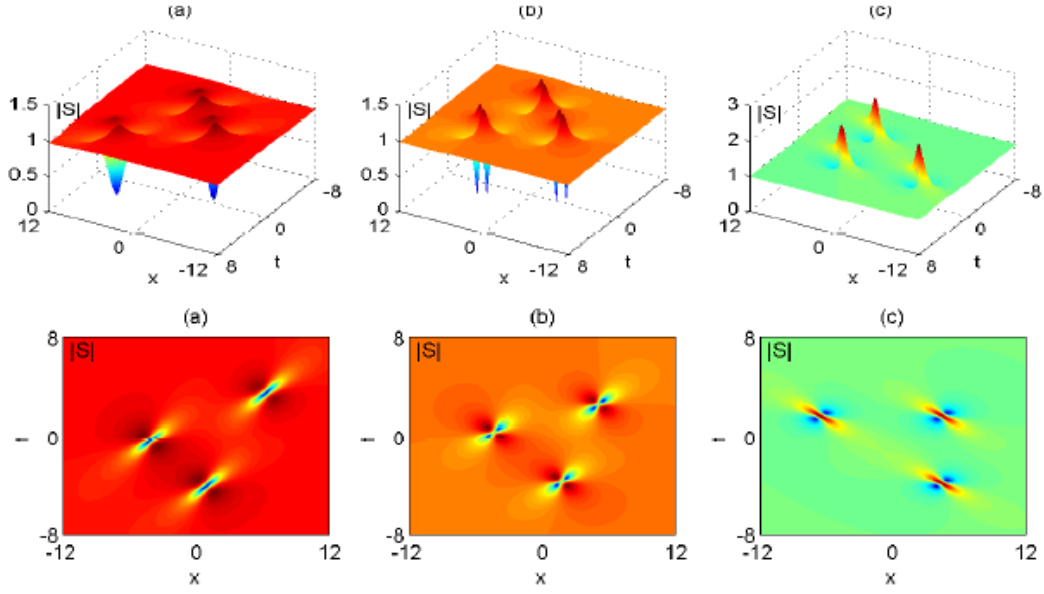 (a) (b) (c)
|S| |S| |S|
1.5 1.5 3
1 1 2
0.5 0.5 1
0 0 0
12 0 -12 12 0 -12 12 0 -12
8 0 -8 8 0 -8 8 0 -8
x t x t x t
(a) (b) (c)
8 |S| 8 |S| 8 |S|
t 0 t 0 t 0
-8 -8 -8
-12 0 12 -12 0 12 -12 0 12
x x x